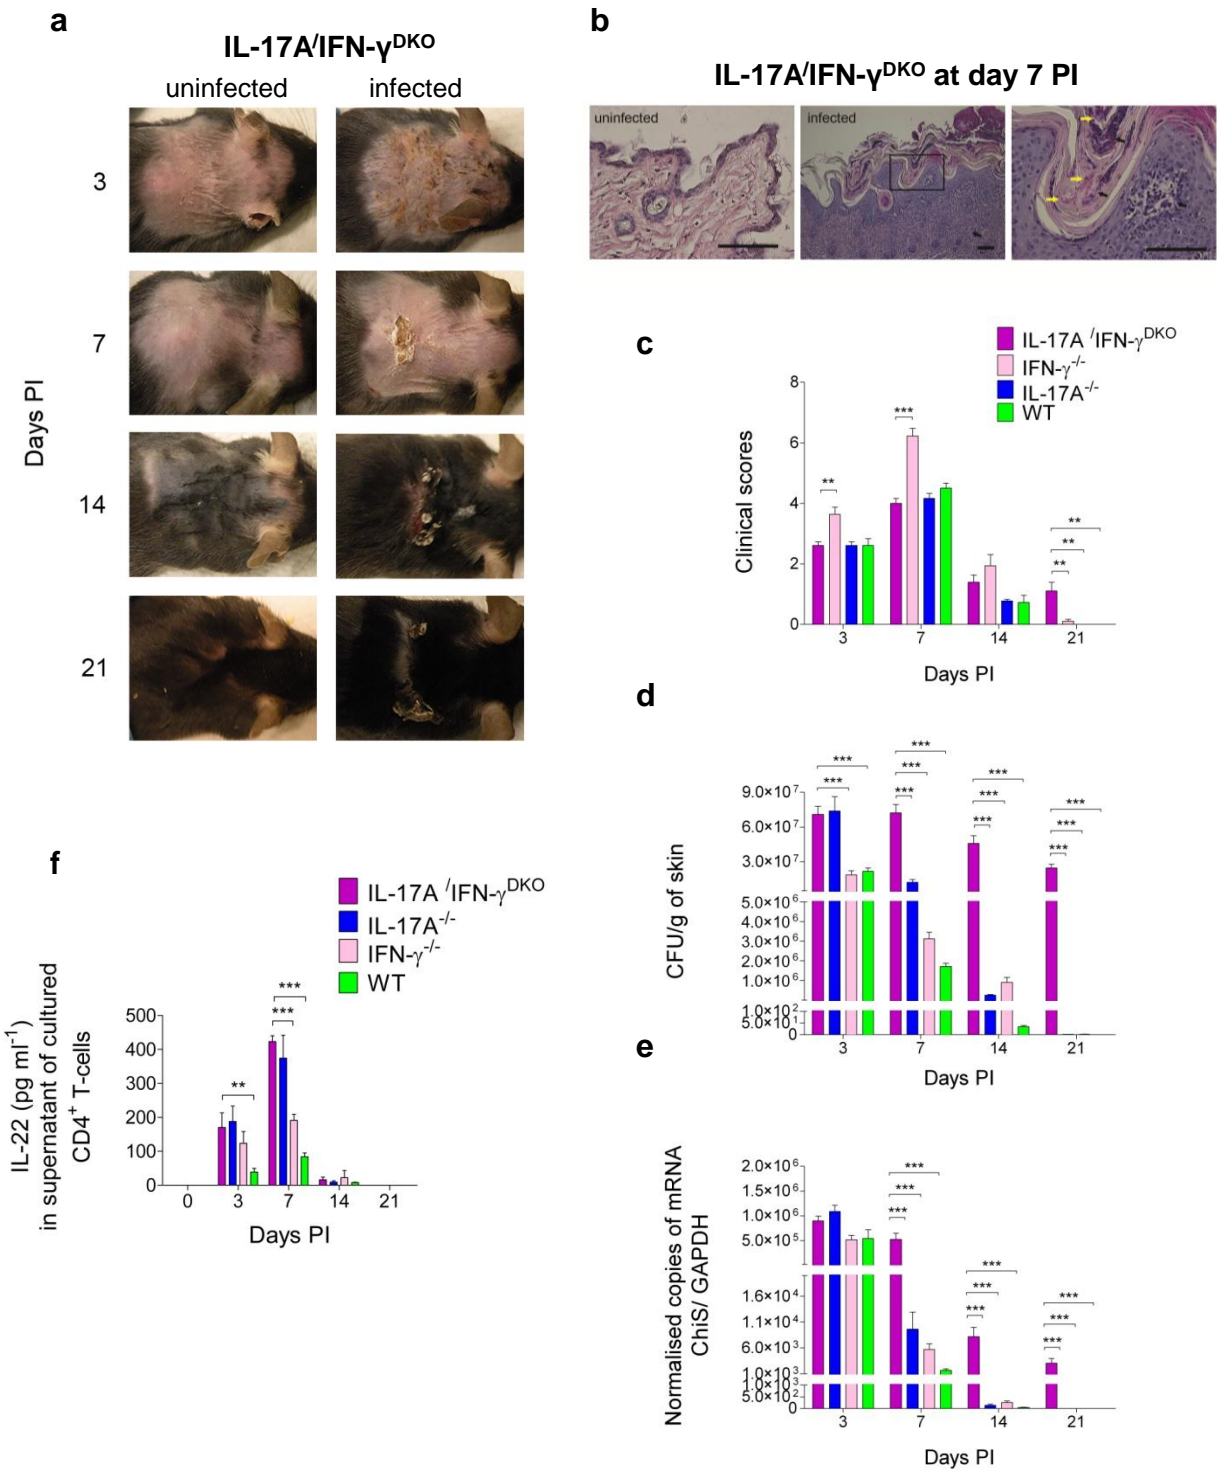 a
IL-17A/IFN-γDKO
uninfected infected
3
7
14
21
Days PI
b
IL-17A/IFN-γDKO at day 7 PI
uninfected
infected
c
IL-17A /IFN-γDKO
IFN-γ-/-
IL-17A-/-
WT
Clinical scores
8
6
4
2
0
** *** ** ** **
3 7 14 21
Days PI
d
CFU/g of skin
9.0×10⁷
6.0×10⁷
3.0×10⁷
5.0×10⁶
4.0×10⁶
3.0×10⁶
2.0×10⁶
1.0×10⁶
1.0×10²
5.0×10¹
0
*** *** *** *** *** *** *** *** *** *** ***
3 7 14 21
Days PI
e
Normalised copies of mRNA
ChiS/ GAPDH
2.0×10⁶
1.5×10⁶
1.0×10⁶
5.0×10⁵
1.6×10⁴
1.1×10⁴
6.0×10³
1.0×10³
1.0×10³
5.0×10²
0
*** *** *** *** *** *** *** *** ***
3 7 14 21
Days PI
f
IL-17A /IFN-γDKO
IL-17A-/-
IFN-γ-/-
WT
IL-22 (pg ml⁻¹)
in supernatant of cultured
CD4⁺ T-cells
500
400
300
200
100
0
** *** ***
0 3 7 14 21
Days PI